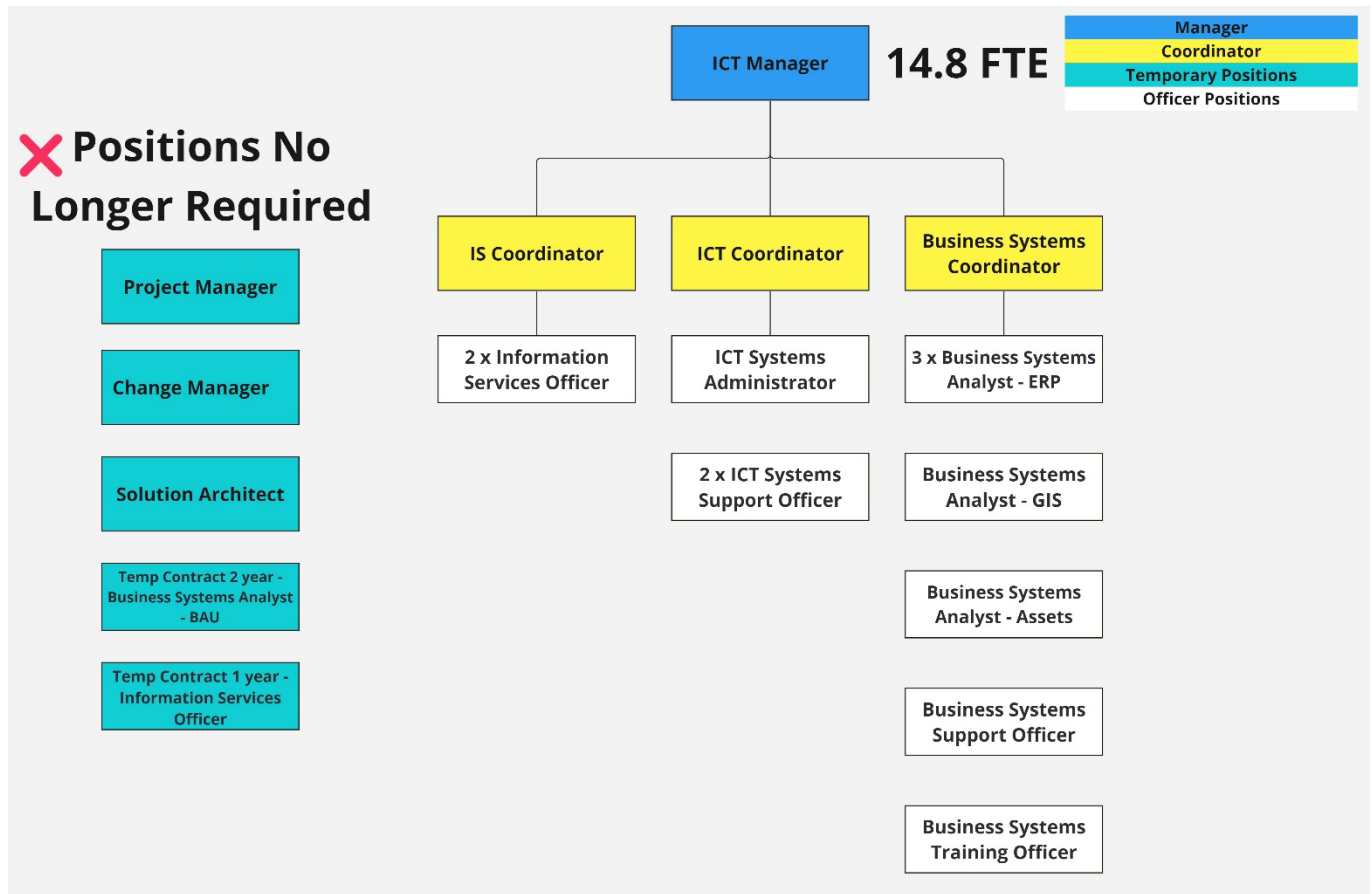 ICT Manager
14.8 FTE
Manager
Coordinator
Temporary Positions
Officer Positions
Positions No
Longer Required
Project Manager
Change Manager
Solution Architect
Temp Contract 2 year -
Business Systems Analyst
- BAU
Temp Contract 1 year -
Information Services
Officer
IS Coordinator
2 x Information
Services Officer
ICT Coordinator
ICT Systems
Administrator
2 x ICT Systems
Support Officer
Business Systems
Coordinator
3 x Business Systems
Analyst - ERP
Business Systems
Analyst - GIS
Business Systems
Analyst - Assets
Business Systems
Support Officer
Business Systems
Training Officer